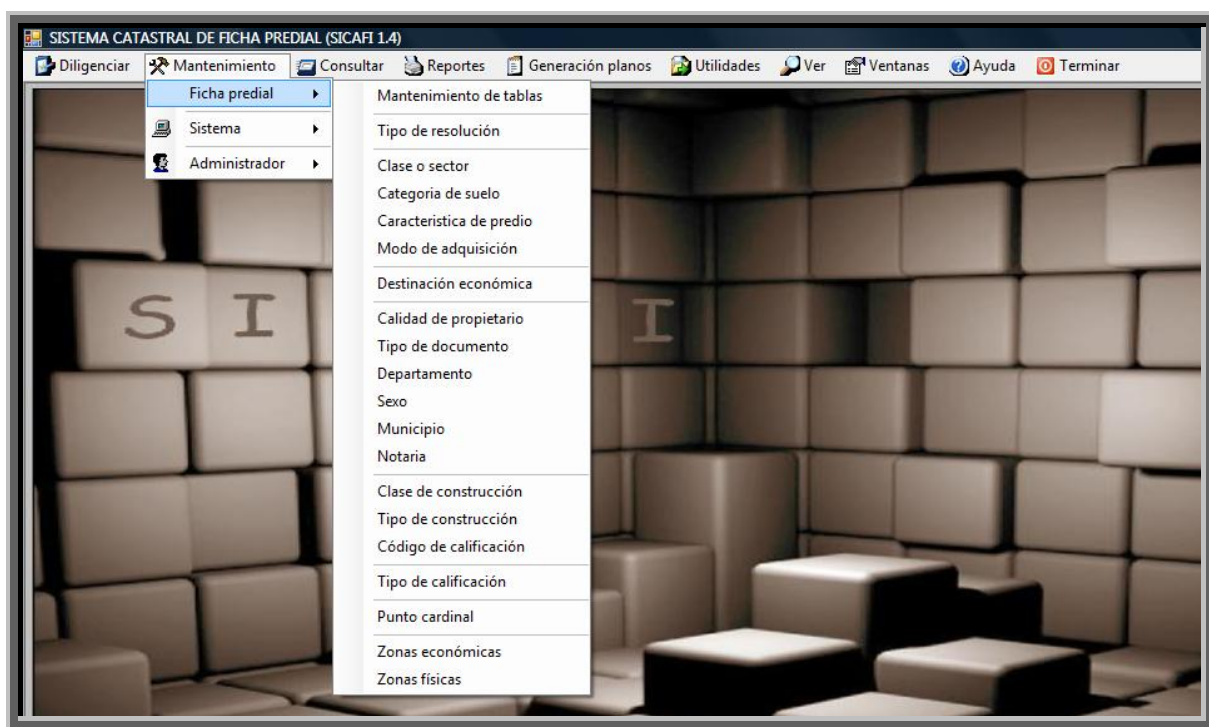 SISTEMA CATASTRAL DE FICHA PREDIAL (SICAFI 1.4)
Diligenciar Mantenimiento Consultar Reportes Generación planos Utilidades Ver Ventanas Ayuda Terminar
Ficha predial
Sistema
Administrador
Mantenimiento de tablas
Tipo de resolución
Clase o sector
Categoria de suelo
Caracteristica de predio
Modo de adquisición
Destinación económica
Calidad de propietario
Tipo de documento
Departamento
Sexo
Municipio
Notaria
Clase de construcción
Tipo de construcción
Código de calificación
Tipo de calificación
Punto cardinal
Zonas económicas
Zonas físicas
S I I